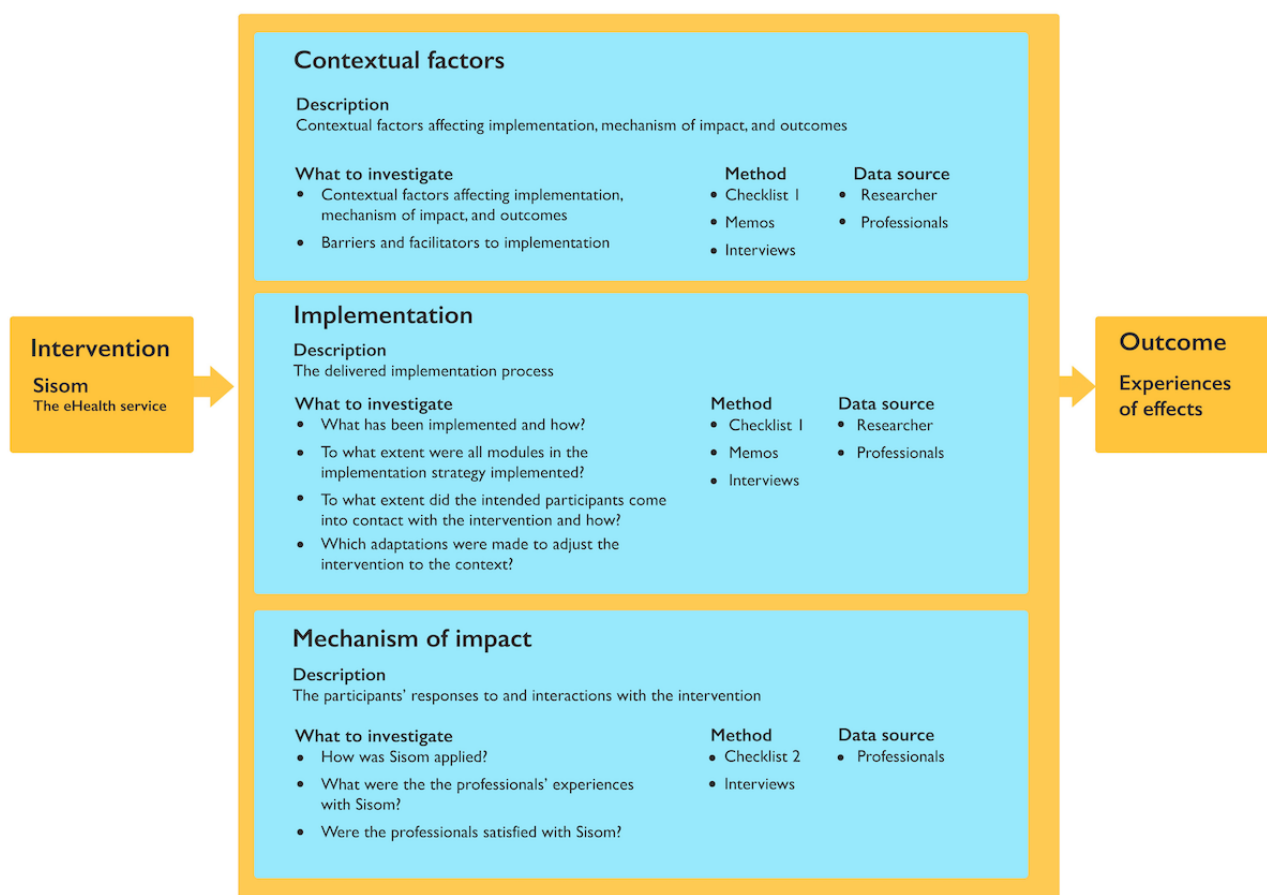 Contextual factors
Description
Contextual factors affecting implementation, mechanism of impact, and outcomes
What to investigate
• Contextual factors affecting implementation,
mechanism of impact, and outcomes
• Barriers and facilitators to implementation
Method
• Checklist 1
• Memos
• Interviews
Data source
• Researcher
• Professionals
Intervention
Sisom
The eHealth service
Implementation
Description
The delivered implementation process
What to investigate
• What has been implemented and how?
• To what extent were all modules in the
implementation strategy implemented?
• To what extent did the intended participants come
into contact with the intervention and how?
• Which adaptations were made to adjust the
intervention to the context?
Method
• Checklist 1
• Memos
• Interviews
Data source
• Researcher
• Professionals
Mechanism of impact
Description
The participants’ responses to and interactions with the intervention
What to investigate
• How was Sisom applied?
• What were the the professionals’ experiences
with Sisom?
• Were the professionals satisfied with Sisom?
Method
• Checklist 2
• Interviews
Data source
• Professionals
Outcome
Experiences
of effects